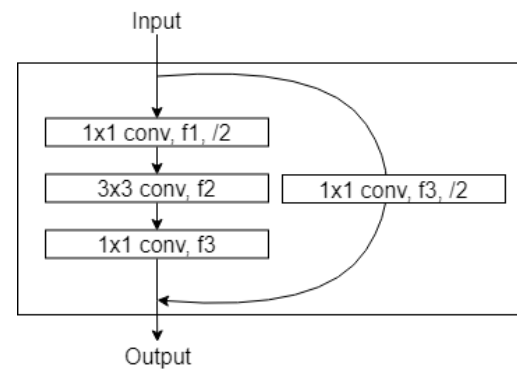 Input
1x1 conv, f1, /2
3x3 conv, f2
1x1 conv, f3, /2
1x1 conv, f3
Output